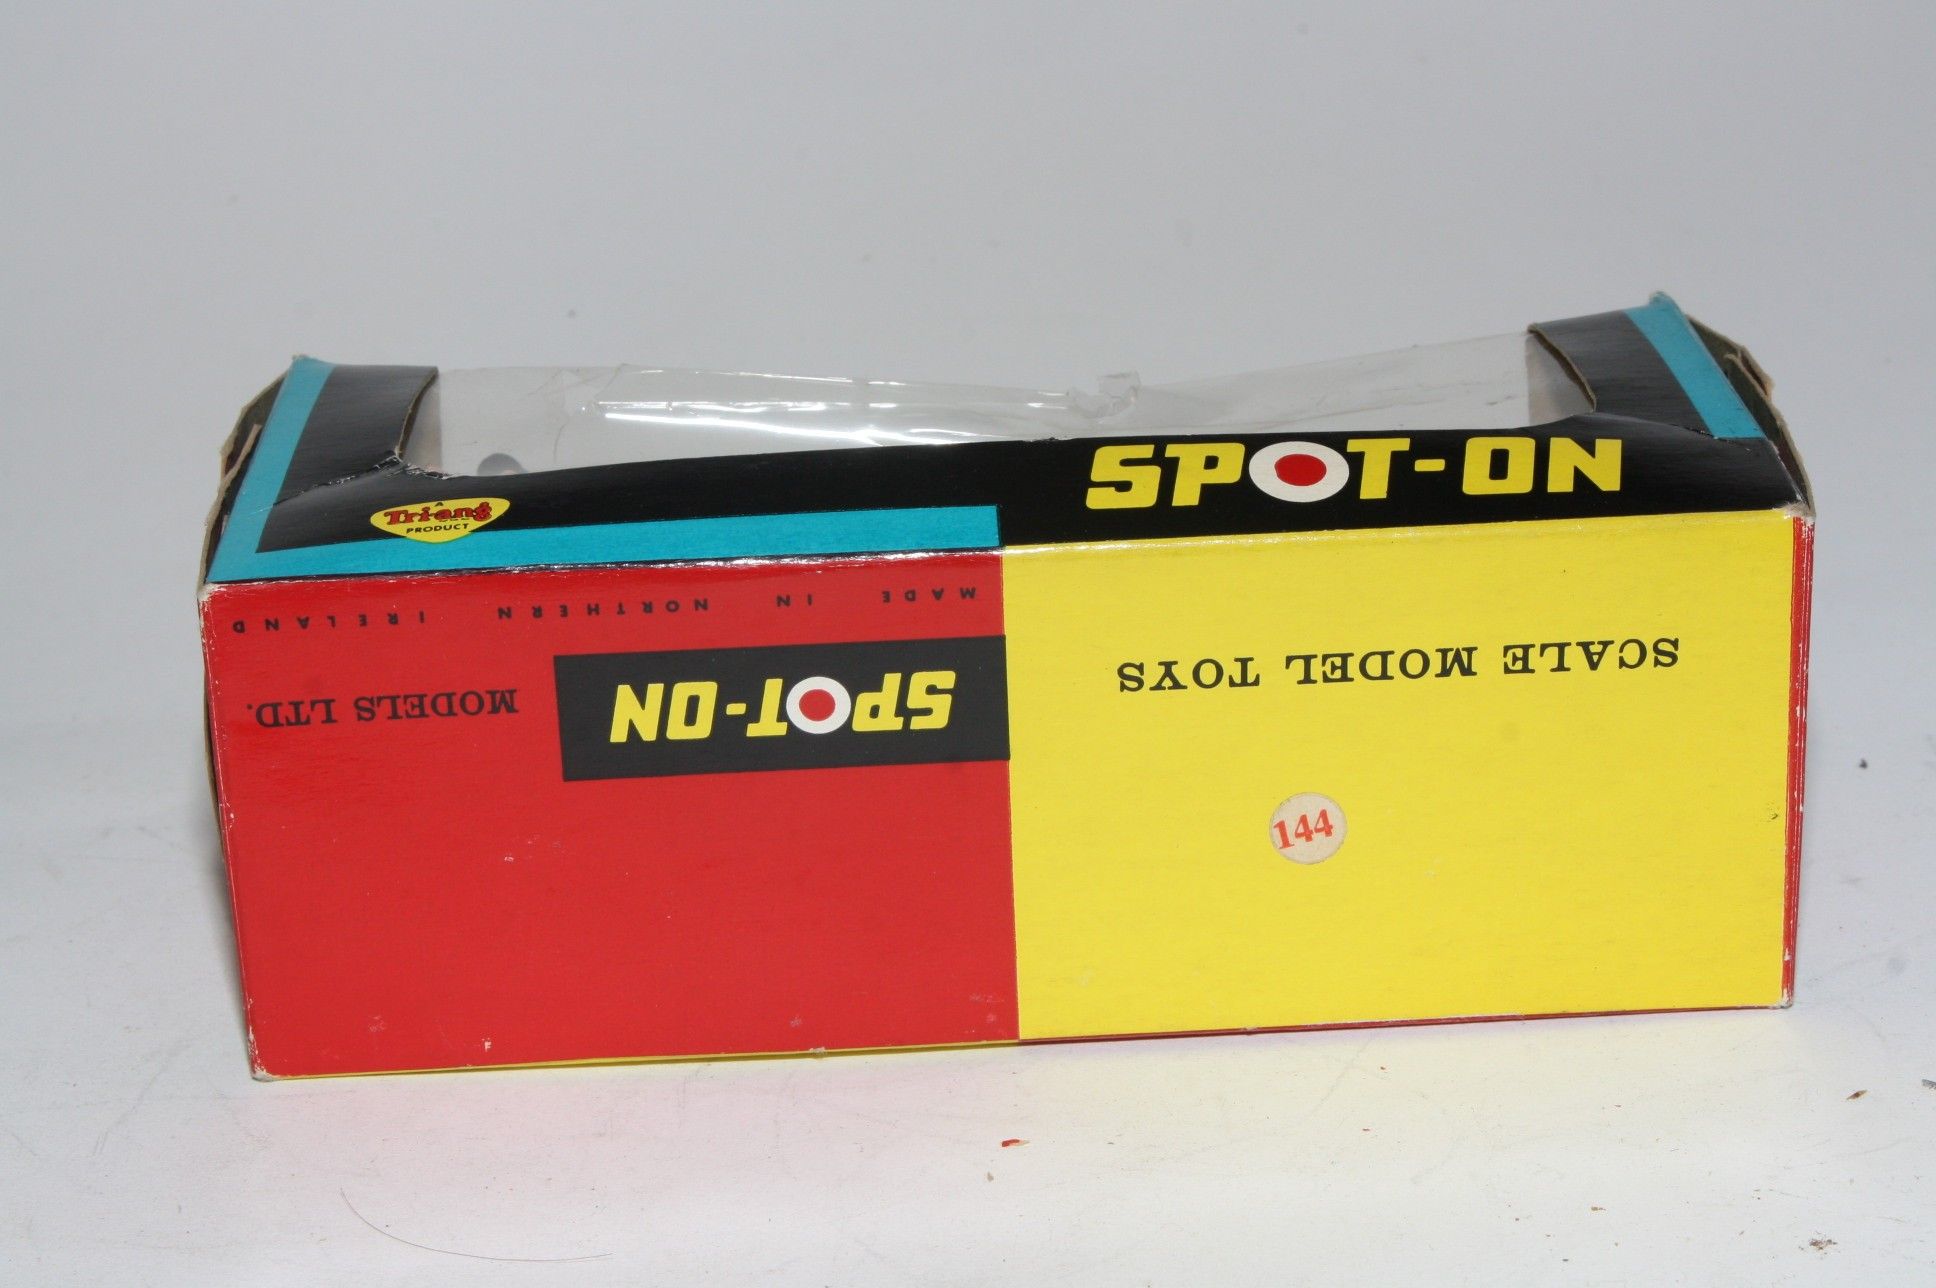 SPOT-ON
A
Tri-ang
PRODUCT
MADE IN NORTHERN IRELAND
SPOT-ON MODELS LTD.
SCALE MODEL TOYS
144